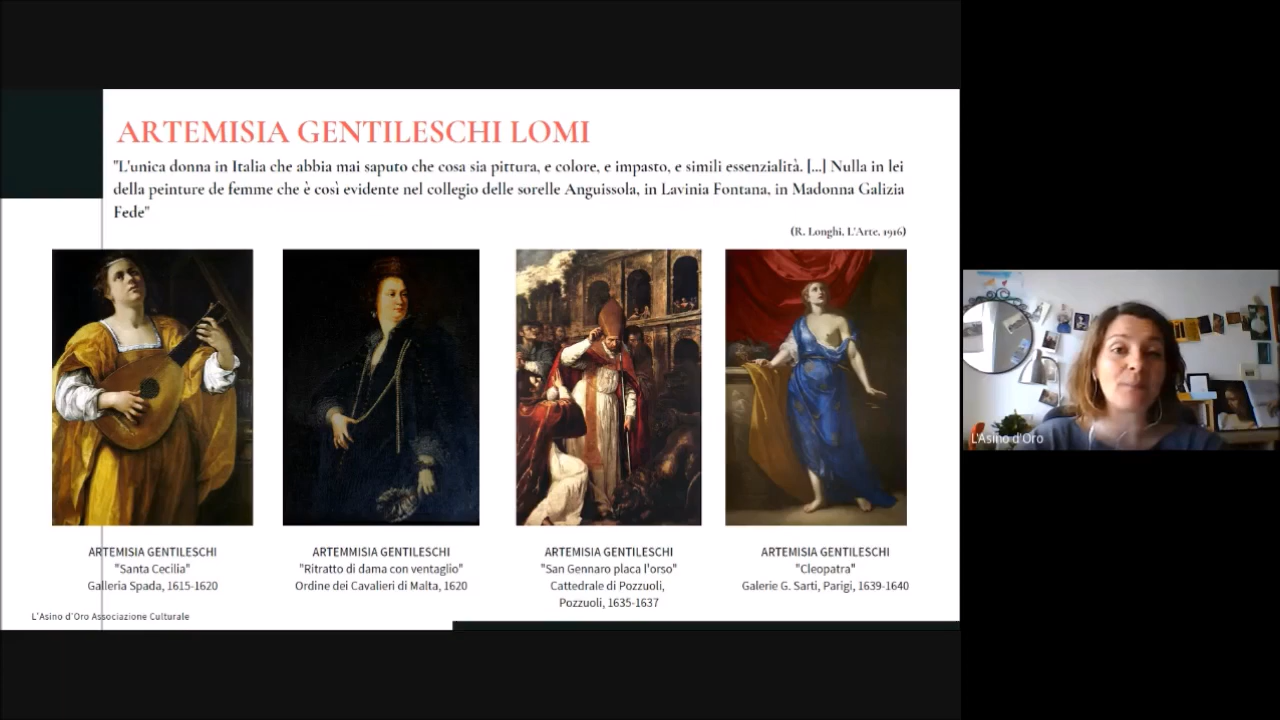 ARTEMISIA GENTILESCHI LOMI
"L'unica donna in Italia che abbia mai saputo che cosa sia pittura, e colore, e impasto, e simili essenzialità. [...] Nulla in lei
della peinture de femme che è così evidente nel collegio delle sorelle Anguissola, in Lavinia Fontana, in Madonna Galizia
Fede"
(R. Longhi. L'Arte. 1916)
ARTEMISIA GENTILESCHI
"Santa Cecilia"
Galleria Spada, 1615-1620
ARTEMMISIA GENTILESCHI
"Ritratto di dama con ventaglio"
Ordine dei Cavalieri di Malta, 1620
ARTEMISIA GENTILESCHI
"San Gennaro placa l'orso"
Cattedrale di Pozzuoli,
Pozzuoli, 1635-1637
ARTEMISIA GENTILESCHI
"Cleopatra"
Galerie G. Sarti, Parigi, 1639-1640
L'Asino d'Oro Associazione Culturale
L'Asino d'Oro